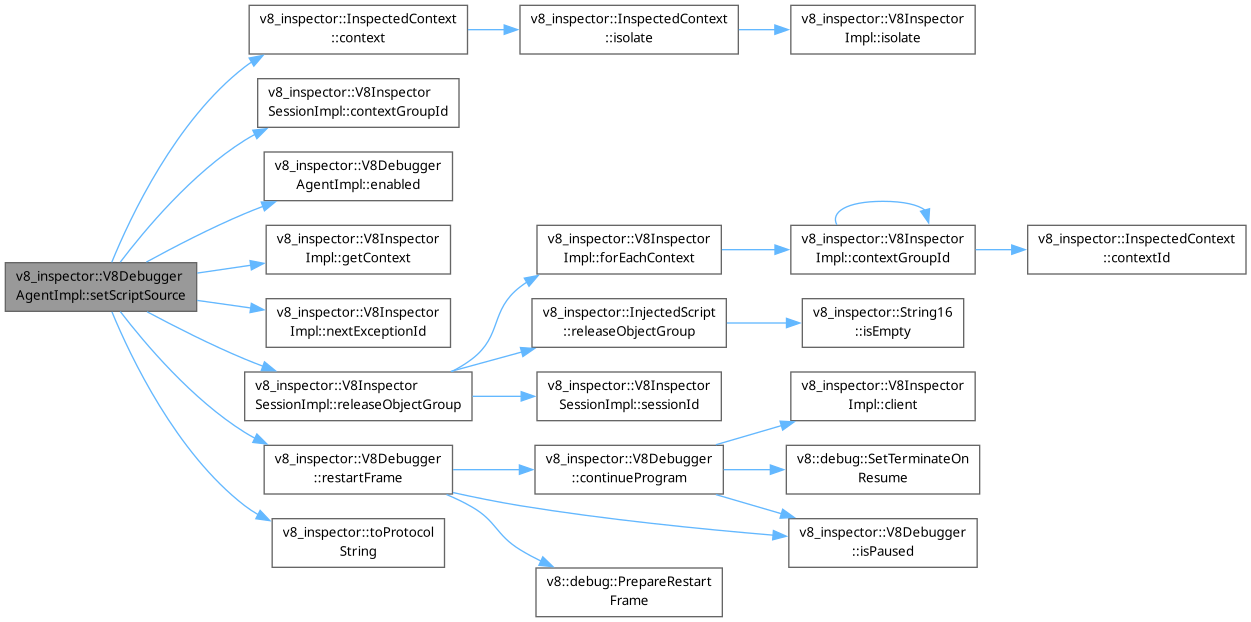 v8_inspector::InspectedContext
::context
v8_inspector::InspectedContext
::isolate
v8_inspector::V8Inspector
Impl::isolate
v8_inspector::V8Inspector
SessionImpl::contextGroupId
v8_inspector::V8Debugger
AgentImpl::enabled
v8_inspector::V8Debugger
AgentImpl::setScriptSource
v8_inspector::V8Inspector
Impl::getContext
v8_inspector::V8Inspector
Impl::forEachContext
v8_inspector::V8Inspector
Impl::contextGroupId
v8_inspector::InspectedContext
::contextId
v8_inspector::V8Inspector
Impl::nextExceptionId
v8_inspector::InjectedScript
::releaseObjectGroup
v8_inspector::String16
::isEmpty
v8_inspector::V8Inspector
SessionImpl::releaseObjectGroup
v8_inspector::V8Inspector
SessionImpl::sessionId
v8_inspector::V8Inspector
Impl::client
v8_inspector::V8Debugger
::restartFrame
v8_inspector::V8Debugger
::continueProgram
v8::debug::SetTerminateOn
Resume
v8_inspector::toProtocol
String
v8_inspector::V8Debugger
::isPaused
v8::debug::PrepareRestart
Frame